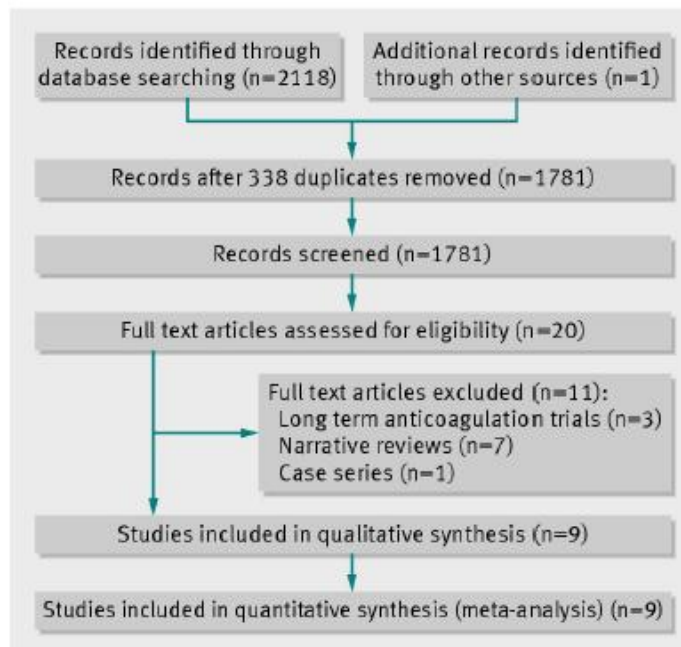 Records identified through
database searching (n=2118)
Additional records identified
through other sources (n=1)
Records after 338 duplicates removed (n=1781)
Records screened (n=1781)
Full text articles assessed for eligibility (n=20)
Full text articles excluded (n=11):
Long term anticoagulation trials (n=3)
Narrative reviews (n=7)
Case series (n=1)
Studies included in qualitative synthesis (n=9)
Studies included in quantitative synthesis (meta-analysis) (n=9)